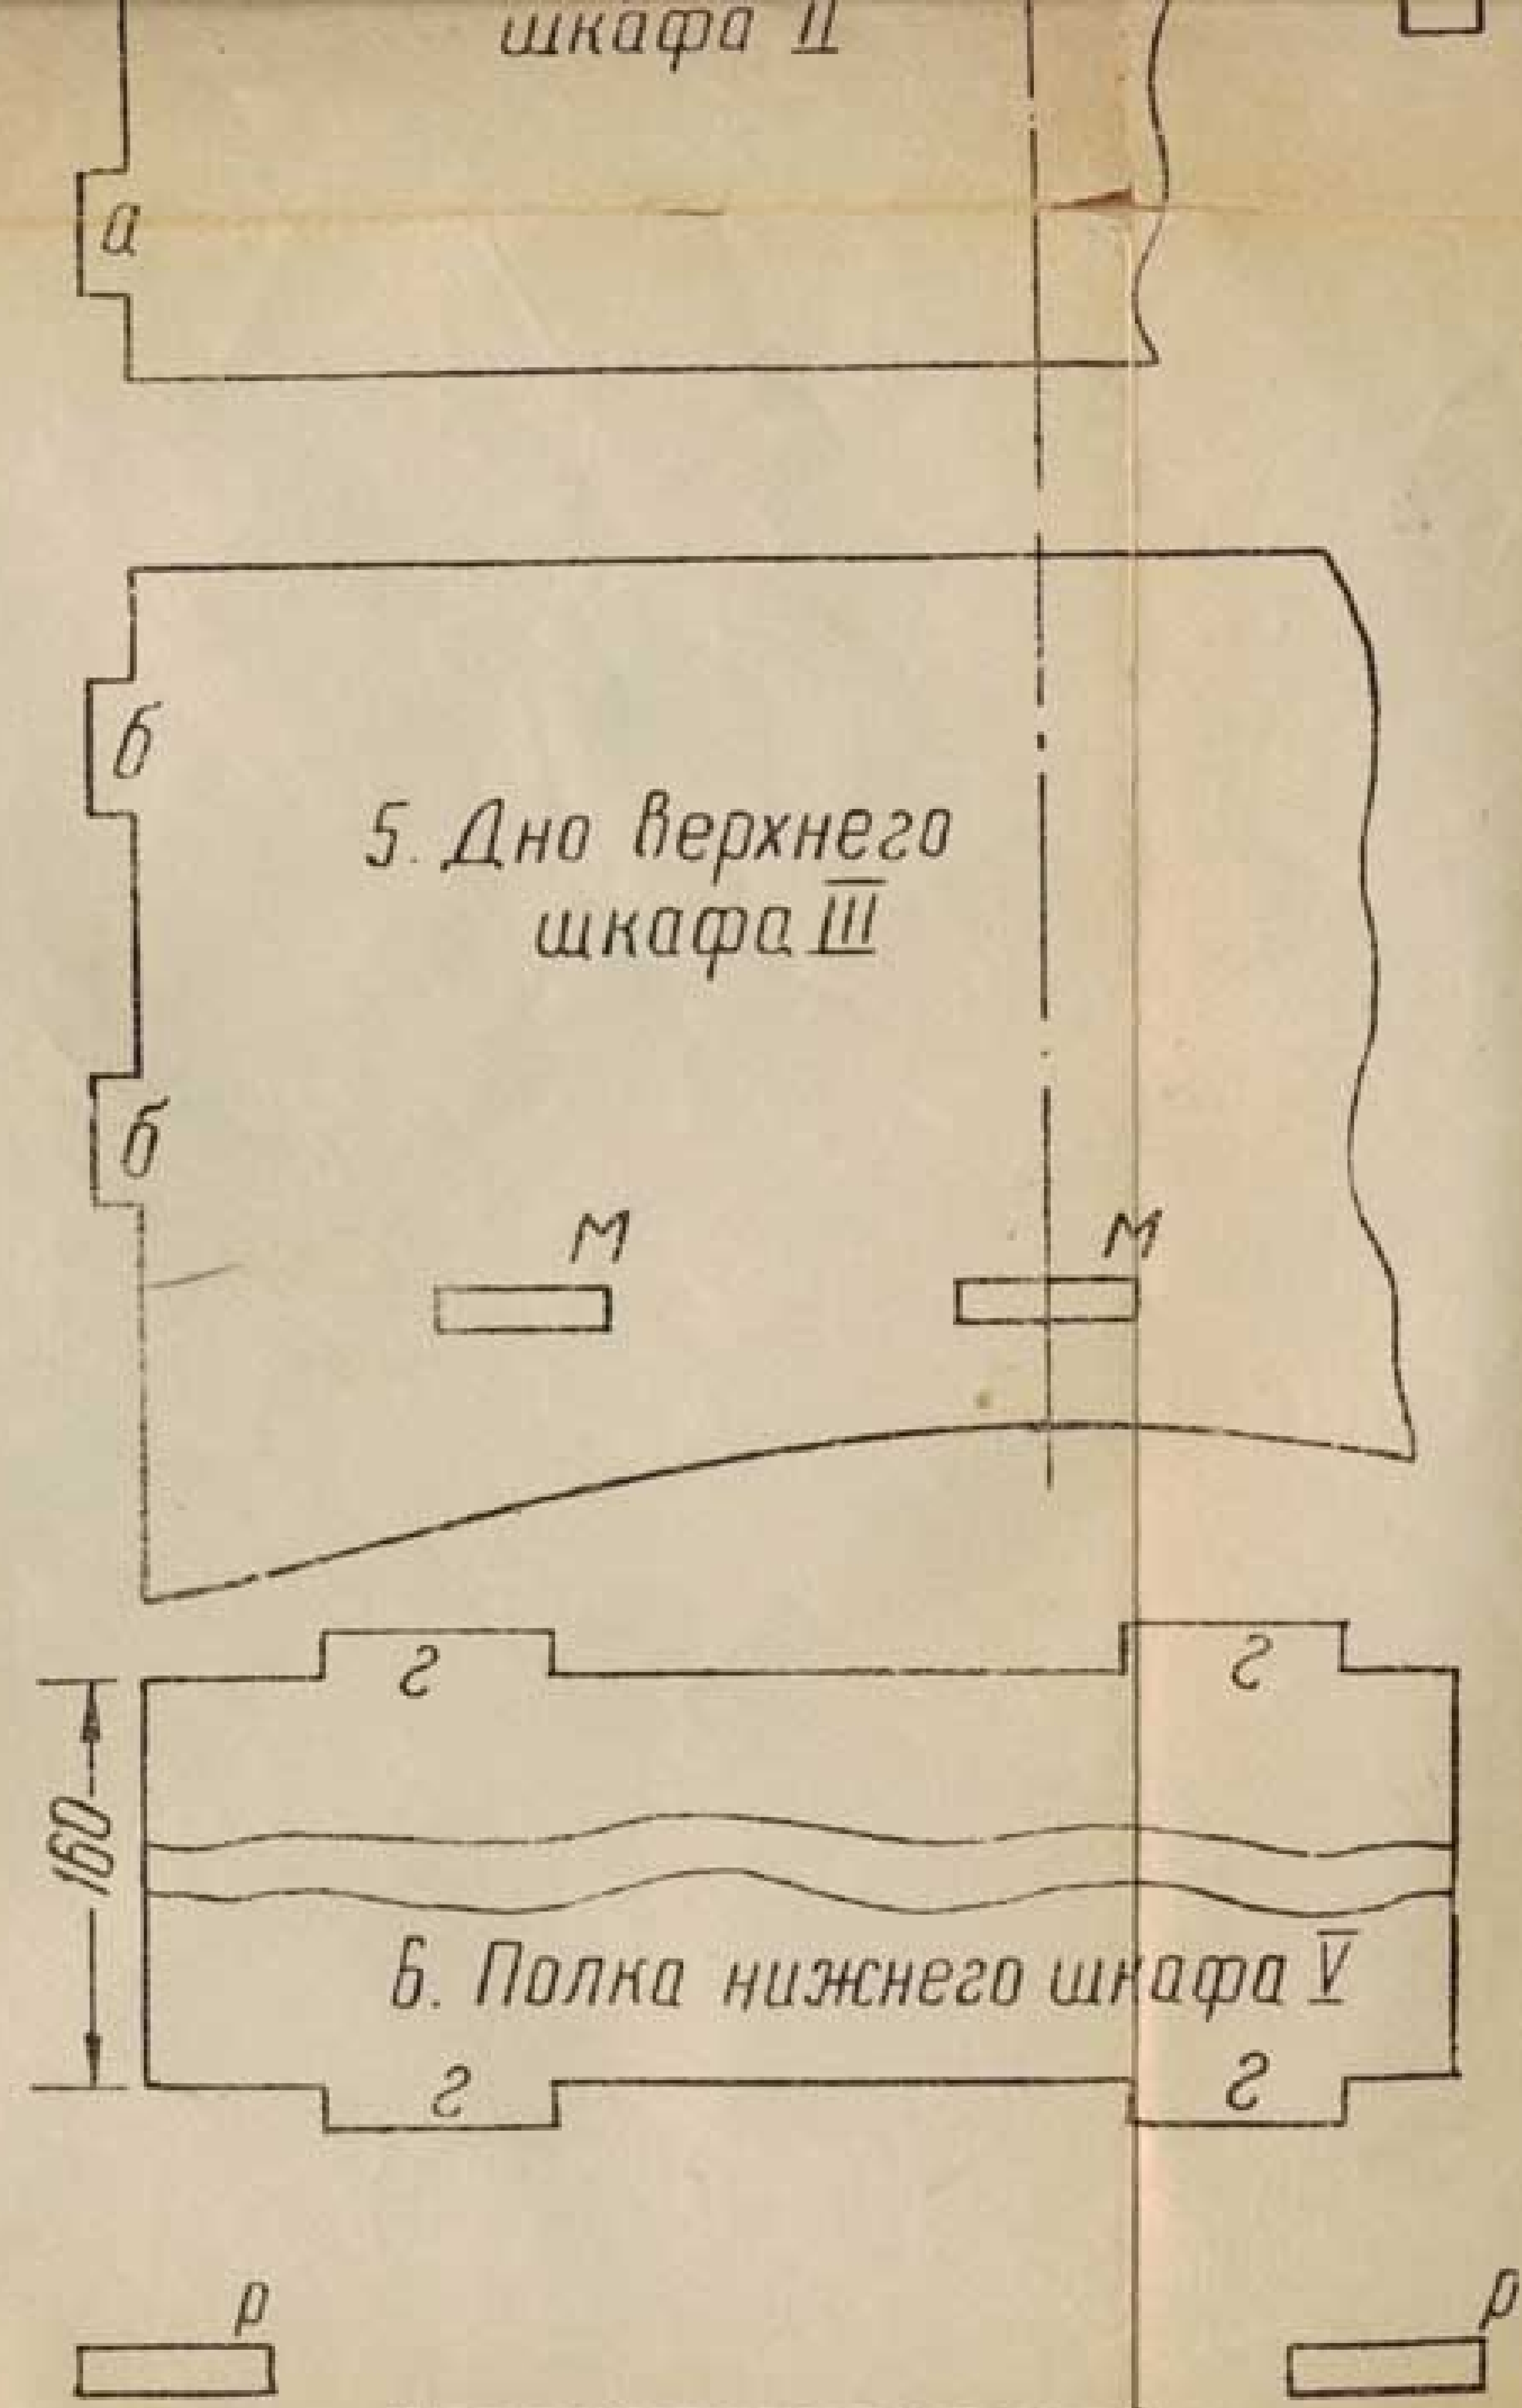 шкафа II
а
б
5. Дно верхнего
шкафа III
б
М М
г г
160
6. Полка нижнего шкафа V
г г
р р